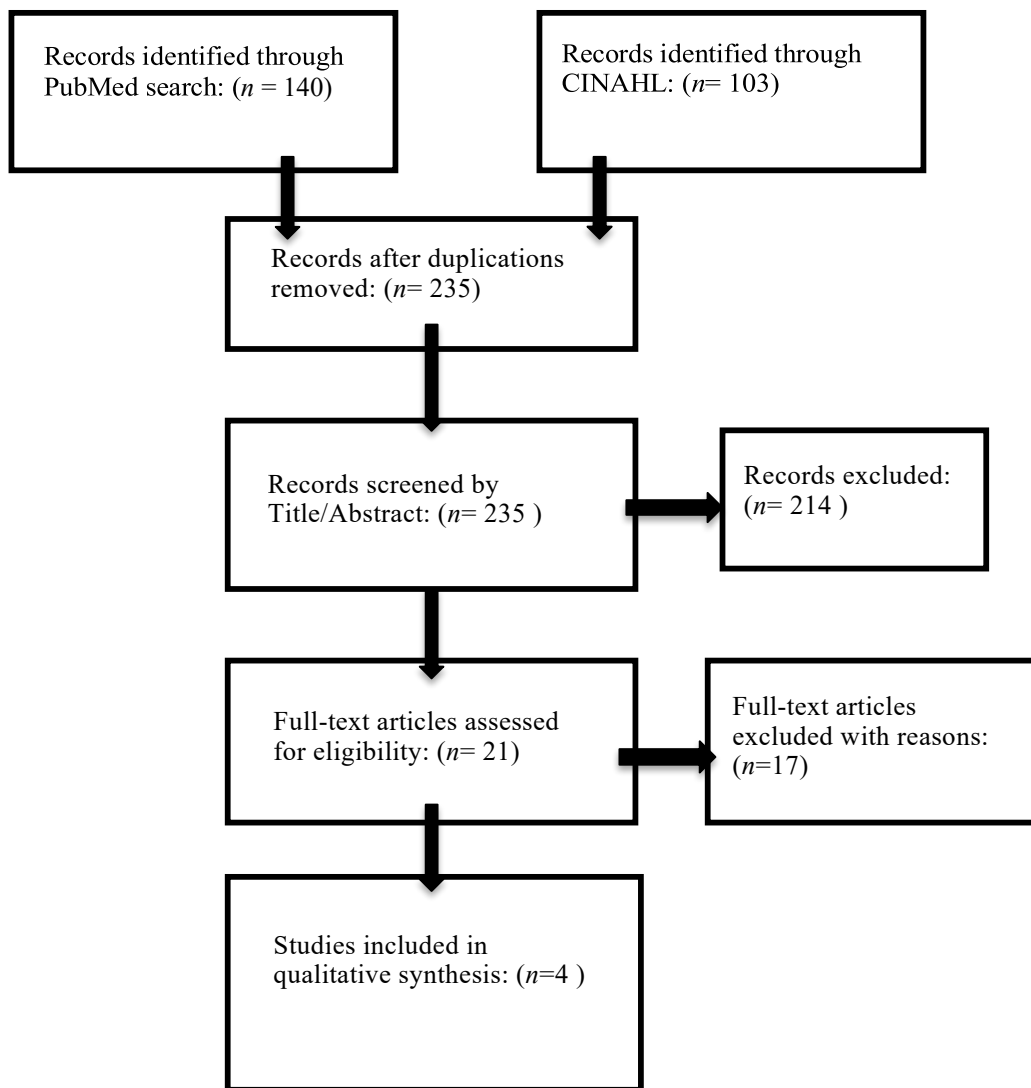 Records identified through
PubMed search: (n = 140)
Records identified through
CINAHL: (n= 103)
Records after duplications
removed: (n= 235)
Records screened by
Title/Abstract: (n= 235 )
Records excluded:
(n= 214 )
Full-text articles assessed
for eligibility: (n= 21)
Full-text articles
excluded with reasons:
(n=17)
Studies included in
qualitative synthesis: (n=4 )